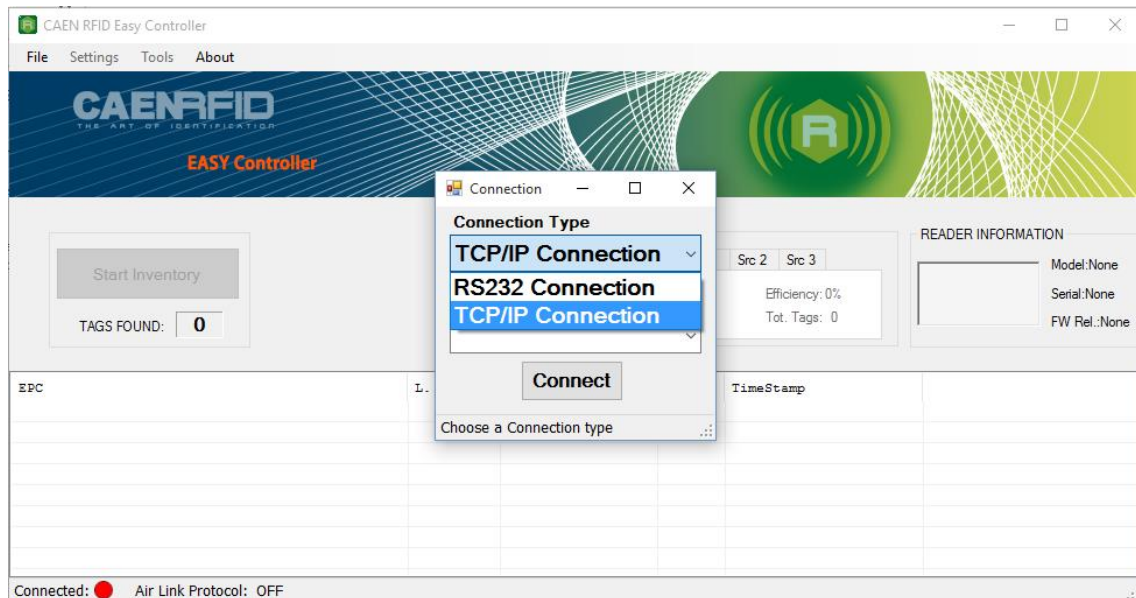 CAEN RFID Easy Controller
File Settings Tools About
CAENRFID
THE ART OF IDENTIFICATION
EASY Controller
R
Connection
Connection Type
TCP/IP Connection
RS232 Connection
TCP/IP Connection
Connect
Choose a Connection type
Start Inventory
TAGS FOUND: 0
Src 2 Src 3
Efficiency: 0%
Tot. Tags: 0
READER INFORMATION
Model:None
Serial:None
FW Rel.:None
EPC L. TimeStamp
Connected: Air Link Protocol: OFF